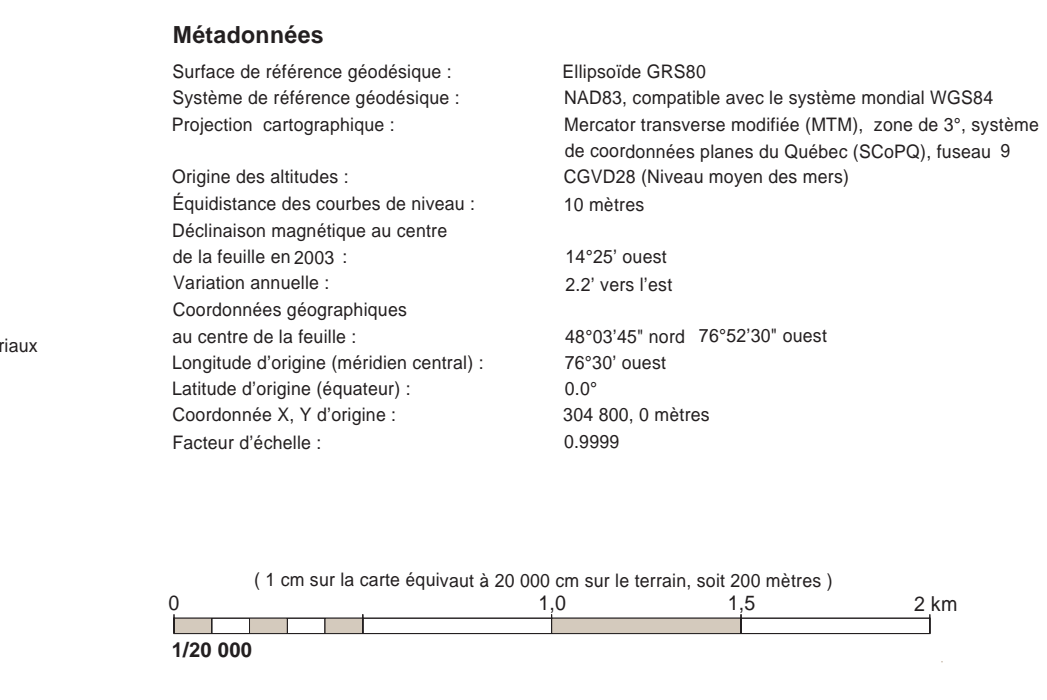 Métadonnées
Surface de référence géodésique : Ellipsoïde GRS80
Système de référence géodésique : NAD83, compatible avec le système mondial WGS84
Projection cartographique : Mercator transverse modifiée (MTM), zone de 3°, système
de coordonnées planes du Québec (SCoPQ), fuseau 9
Origine des altitudes : CGVD28 (Niveau moyen des mers)
Équidistance des courbes de niveau : 10 mètres
Déclinaison magnétique au centre
de la feuille en 2003 : 14°25’ ouest
Variation annuelle : 2.2’ vers l’est
Coordonnées géographiques
au centre de la feuille : 48°03’45" nord 76°52’30" ouest
riaux
Longitude d’origine (méridien central) : 76°30’ ouest
Latitude d’origine (équateur) : 0.0°
Coordonnée X, Y d’origine : 304 800, 0 mètres
Facteur d’échelle : 0.9999
( 1 cm sur la carte équivaut à 20 000 cm sur le terrain, soit 200 mètres )
0 1,0 1,5 2 km
1/20 000